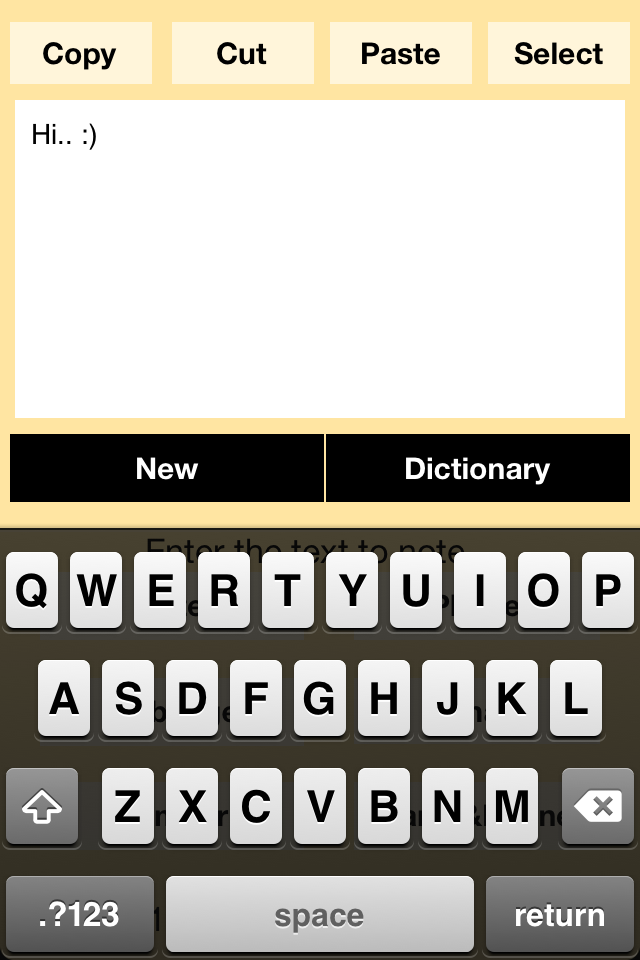 Copy Cut Paste Select
Hi.. :)
New Dictionary
Enter the text to note
Q W E R T Y U I O P
A S D F G H J K L
Z X C V B N M
.?123 space return